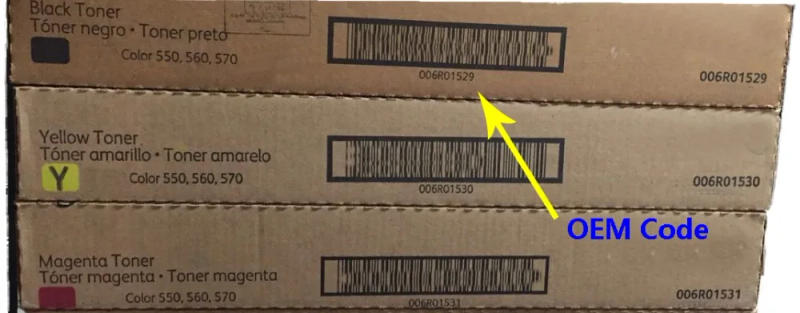 Black Toner
Tóner negro • Toner preto
Color 550, 560, 570
006R01529
006R01529
Yellow Toner
Tóner amarillo • Toner amarelo
Y
Color 550, 560, 570
006R01530
006R01530
OEM Code
Magenta Toner
Tóner magenta • Toner magenta
Color 550, 560, 570
006R01531
006R01531